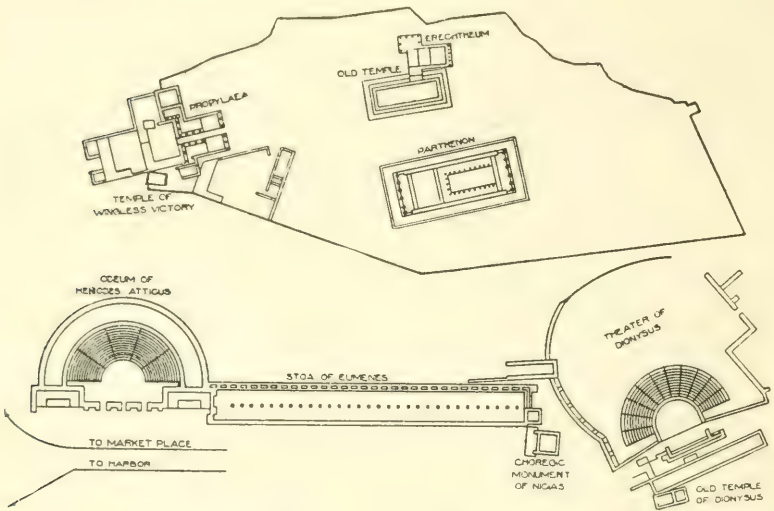 ERECHTHEUM
OLD TEMPLE
PROPYLAEA
PARTHENON
TEMPLE OF
WINGLESS VICTORY
ODEUM OF
HERODES ATTICUS
THEATER OF
DIONYSUS
STOA OF EUMENES
TO MARKET PLACE
TO HARBOR
CHOREGIC
MONUMENT
OF NICIAS
OLD TEMPLE
OF DIONYSUS